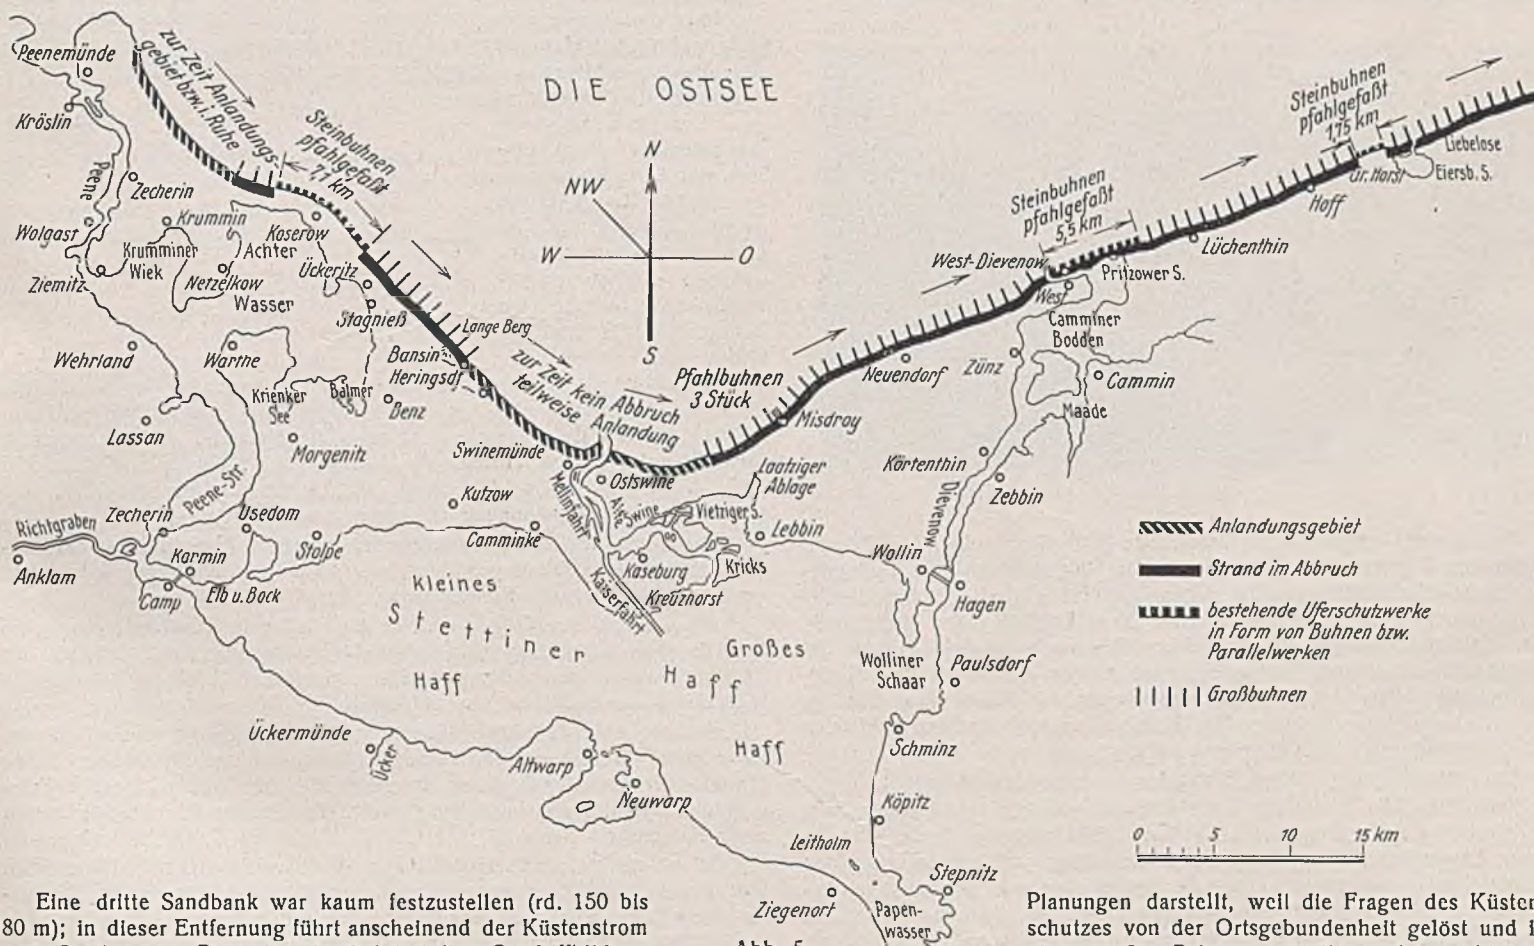 DIE OSTSEE
Peenemünde
Kröslin
Peene
Zecherin
Wolgast
Ziemitz
Krummin
Krumminer
Wiek
Netzelkow
Achter
Wasser
Koserow
Ückeritz
Stagnieß
zur Zeit Anlandungs-
gebiet bzw. i. Ruhe
Steinbuhnen
pfahlgefaßt
7,1 km
N
NW
W
O
S
Lange Berg
Bansin
Heringsdf.
zur Zeit kein Abbruch
teilweise Anlandung
Pfahlbuhnen
3 Stück
Misdroy
Neuendorf
West-Dievenow
Steinbuhnen
pfahlgefaßt
5,5 km
West
Pritzower S.
Lüchenthin
Hoff
Steinbuhnen
pfahlgefaßt
1,75 km
Gr. Horst
Liebelose
Eiersb. S.
Camminer
Bodden
Zünz
Cammin
Maade
Wehrland
Warthe
Krienker
See
Balmer
Benz
Lassan
Morgenitz
Swinemünde
Ostswine
Mellinfahrt
Alte
Swine
Laatziger
Ablage
Vietziger S.
Lebbin
Körtenthin
Zebbin
Dievenow
Peene-Str.
Kutzow
Richtgraben
Zecherin
Usedom
Stolpe
Camminke
Kaseburg
Kricks
Wollin
Hagen
Anklam
Karmin
Camp
Elb u. Bock
Kaiserfahrt
Kreuznorst
Kleines
Stettiner
Haff
Großes
Haff
Haff
Wolliner
Schaar
Paulsdorf
Ückermünde
Ücker
Altwarp
Neuwarp
Schminz
Köpitz
Leitholm
Stepnitz
Ziegenort
Papen-
wasser
Anlandungsgebiet
Strand im Abbruch
bestehende Uferschutzwerke
in Form von Buhnen bzw.
Parallelwerken
Großbuhnen
0 5 10 15 km
Eine dritte Sandbank war kaum festzustellen (rd. 150 bis
80 m); in dieser Entfernung führt anscheinend der Küstenstrom
Planungen darstellt, weil die Fragen des Küsten
schutzes von der Ortsgebundenheit gelöst und i